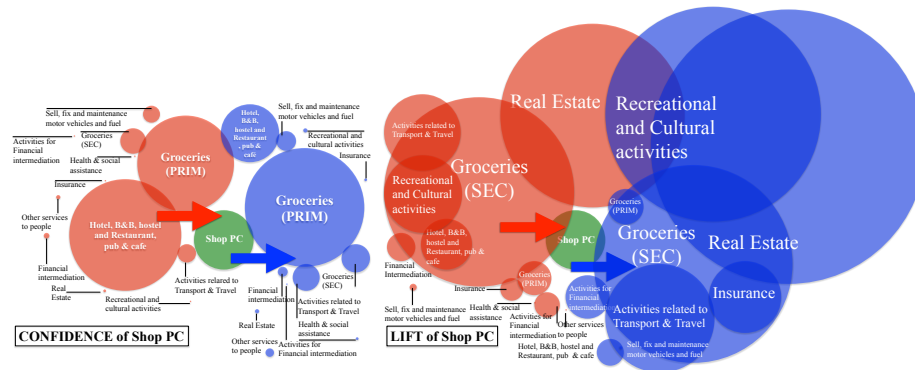 Sell, fix and maintenance
motor vehicles and fuel
Activities for
Financial
intermediation
Groceries
(SEC)
Health & social
assistance
Insurance
Groceries
(PRIM)
Hotel,
B&B,
hostel and
Restaurant
, pub &
cafè
Sell, fix and maintenance
motor vehicles and fuel
Recreational and
cultural activities
Insurance
Groceries
(PRIM)
Hotel, B&B, hostel
and Restaurant,
pub & cafe
Shop PC
Other services
to people
Financial
intermediation
Real
Estate
Recreational and
cultural activities
Activities related to
Transport & Travel
Financial
intermediation
Groceries
(SEC)
Real Estate
Activities related to
Transport & Travel
Health & social
assistance
Other services
to people
Activities for
Financial intermediation
CONFIDENCE of Shop PC
Real Estate
Recreational
and Cultural
activities
Activities related to
Transport & Travel
Groceries
(SEC)
Recreational
and Cultural
activities
Hotel, B&B,
hostel and
Restaurant, pub &
cafe
Shop PC
Groceries
(PRIM)
Groceries
(SEC)
Real Estate
Financial
Intermediation
Groceries
(PRIM)
Insurance
Sell, fix and maintenance
motor vehicles and fuel
Health & social
assistance
Activities for
Financial
intermediation
Other services
to people
Activities for
Financial
intermediation
Insurance
Activities related to
Transport & Travel
Hotel, B&B, hostel and
Restaurant, pub & cafe
Sell, fix and maintenance
motor vehicles and fuel
LIFT of Shop PC